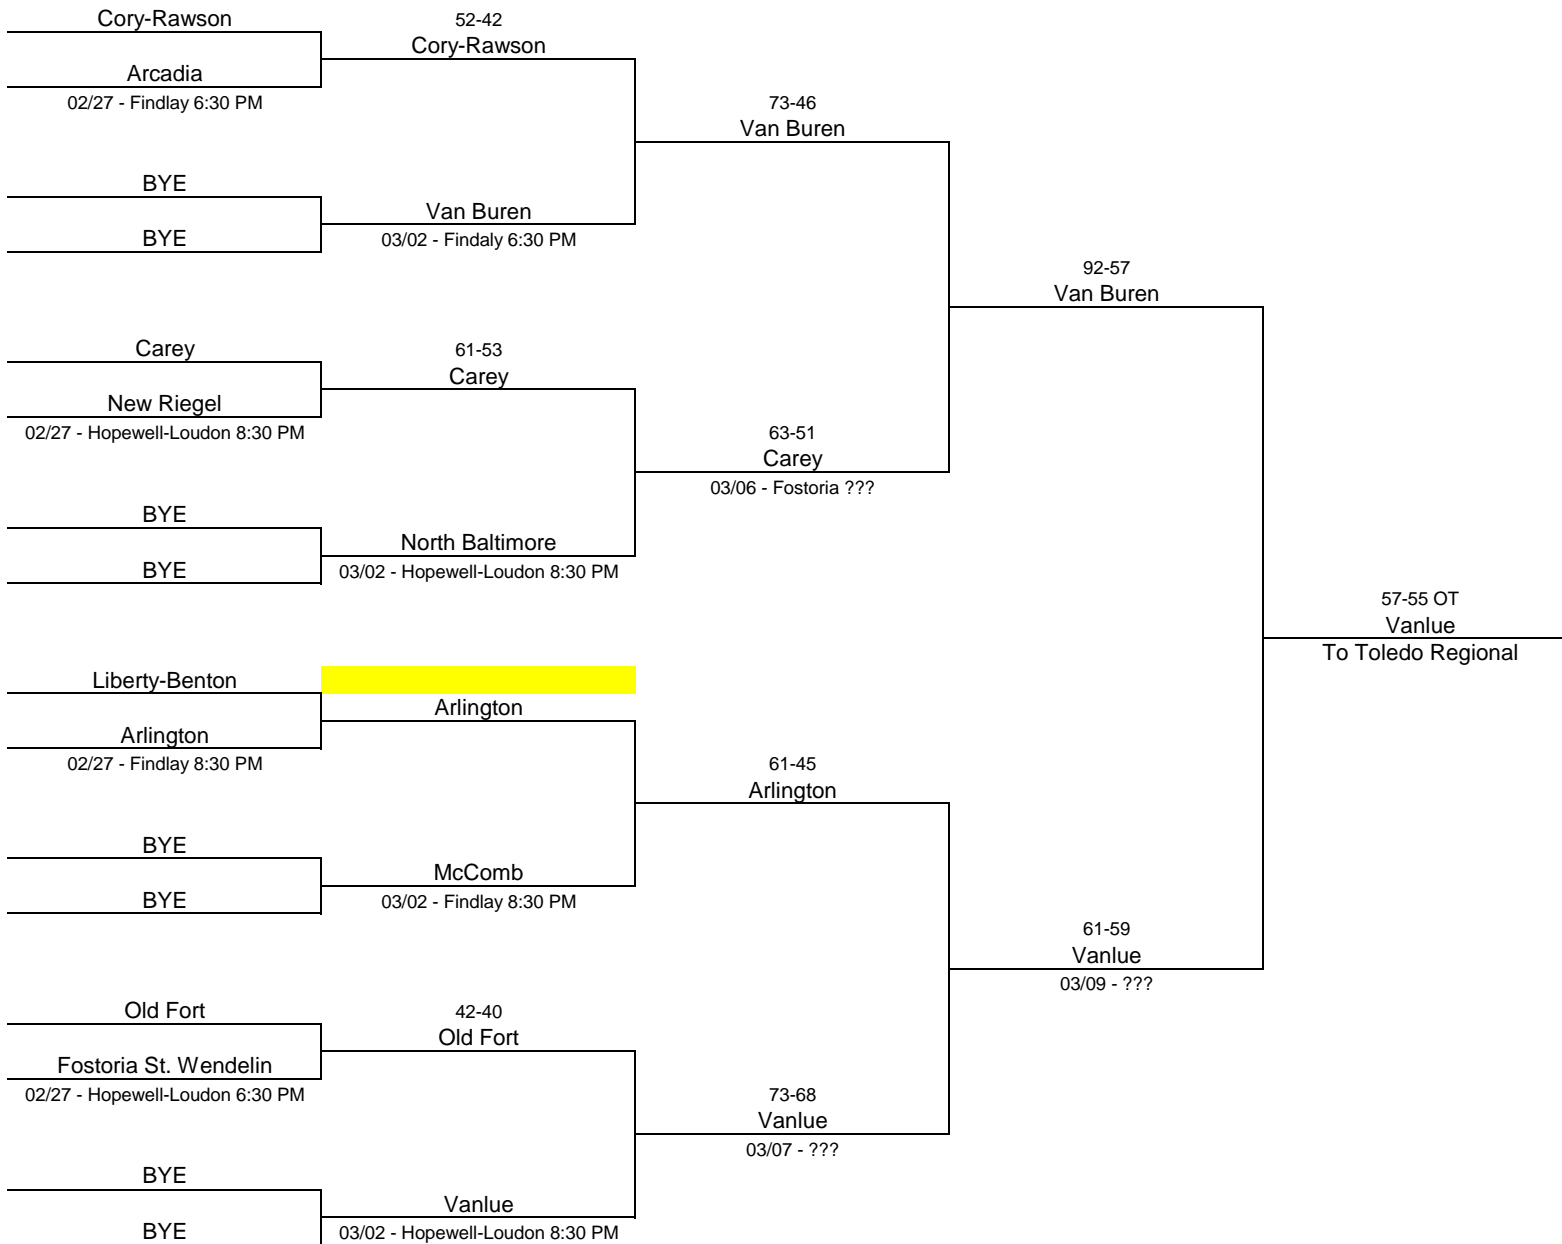 Cory-Rawson
52-42
Cory-Rawson
Arcadia
02/27 - Findlay 6:30 PM
73-46
Van Buren
BYE
Van Buren
BYE
03/02 - Findaly 6:30 PM
92-57
Van Buren
Carey
61-53
Carey
New Riegel
02/27 - Hopewell-Loudon 8:30 PM
63-51
Carey
03/06 - Fostoria ???
BYE
North Baltimore
BYE
03/02 - Hopewell-Loudon 8:30 PM
57-55 OT
Vanlue
To Toledo Regional
Liberty-Benton
Arlington
Arlington
02/27 - Findlay 8:30 PM
61-45
Arlington
BYE
McComb
BYE
03/02 - Findlay 8:30 PM
61-59
Vanlue
03/09 - ???
Old Fort
42-40
Old Fort
Fostoria St. Wendelin
02/27 - Hopewell-Loudon 6:30 PM
73-68
Vanlue
03/07 - ???
BYE
Vanlue
BYE
03/02 - Hopewell-Loudon 8:30 PM